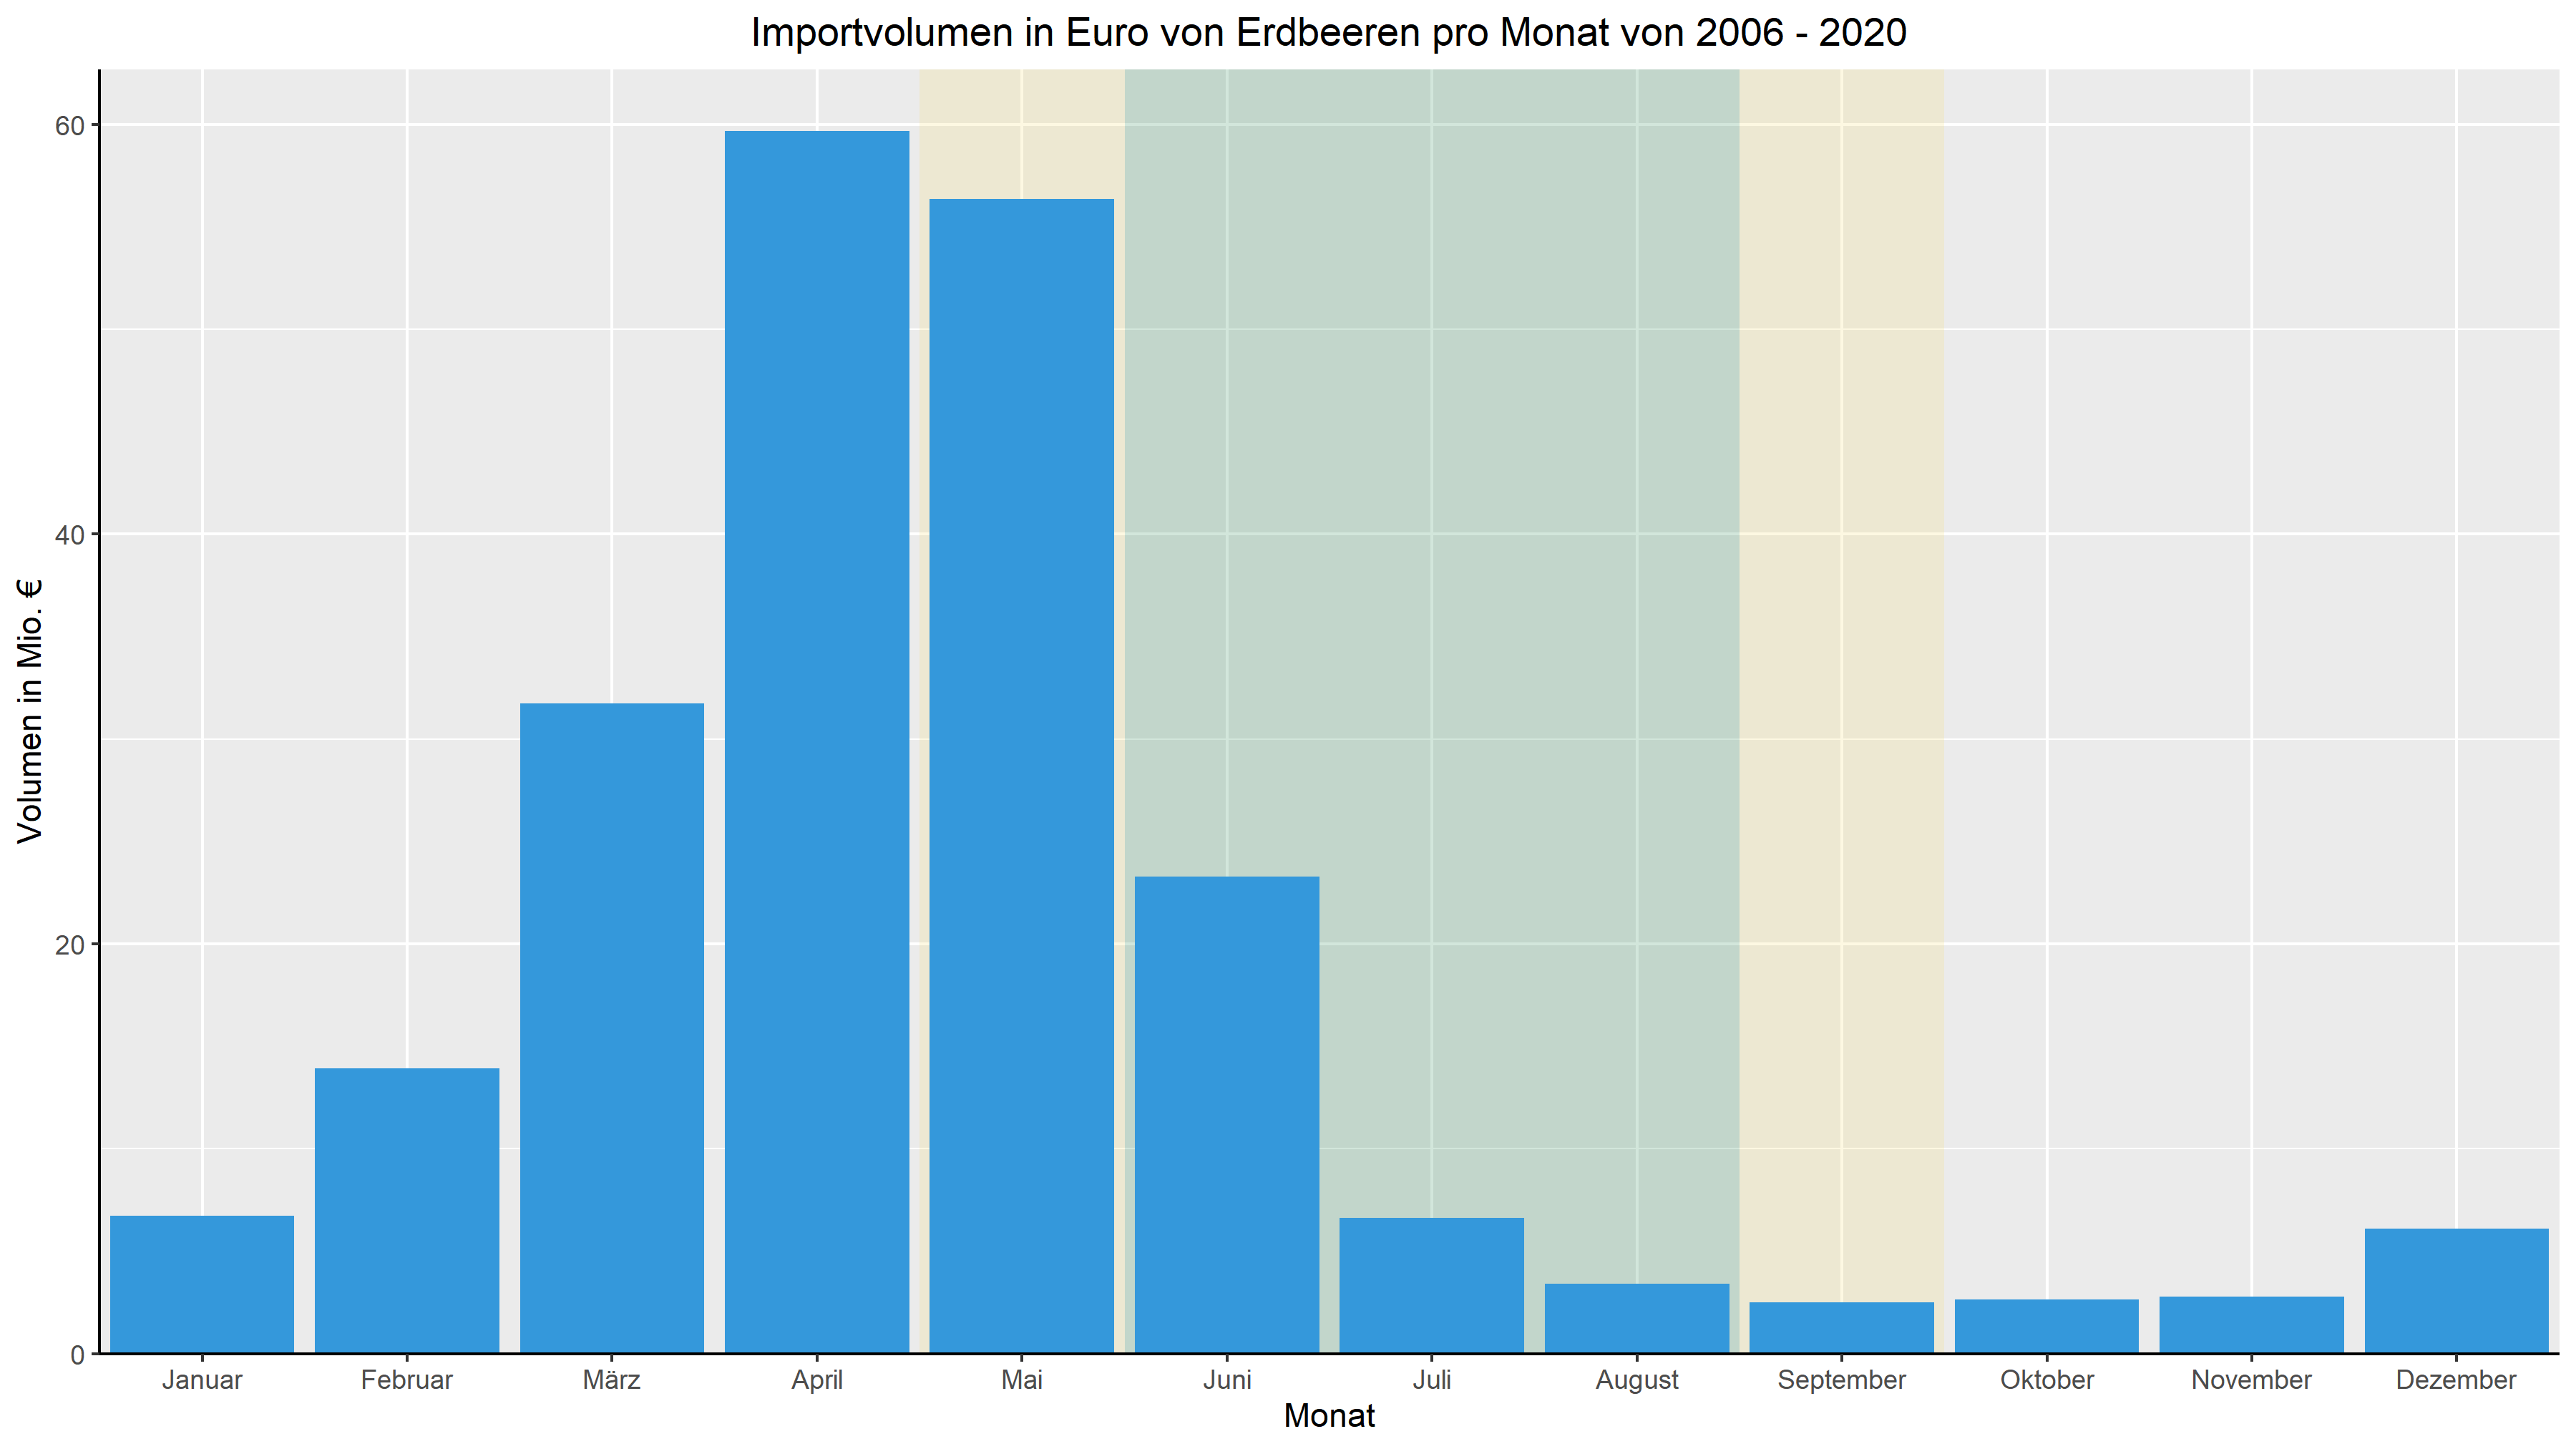 Importvolumen in Euro von Erdbeeren pro Monat von 2006 - 2020
Volumen in Mio. €
60
40
20
0
Januar Februar März April Mai Juni Juli August September Oktober November Dezember
Monat